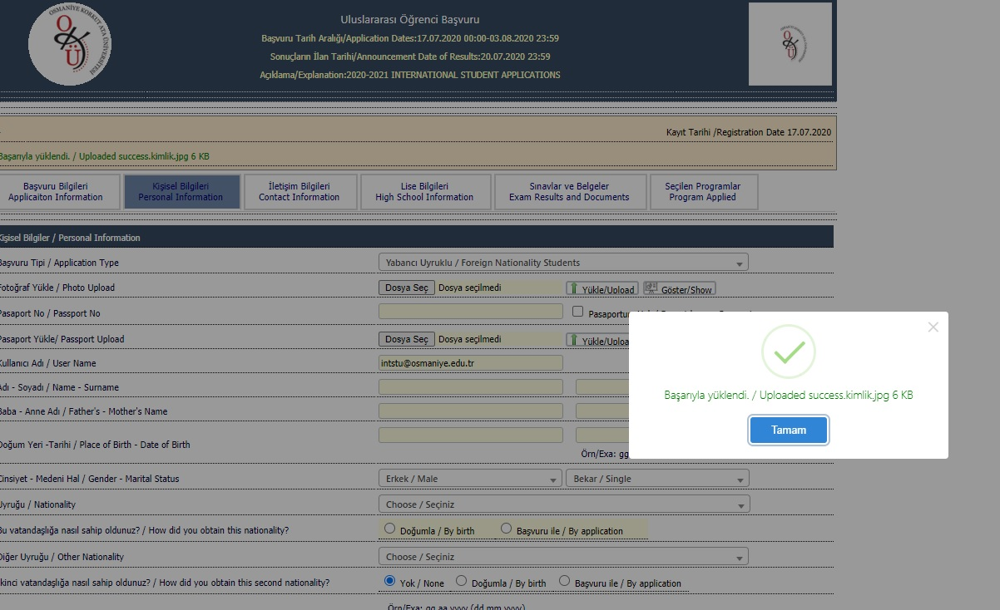 OSMANİYE KORKUT ATA ÜNİVERSİTESİ
OKÜ
Uluslararası Öğrenci Başvuru
Başvuru Tarih Aralığı/Application Dates:17.07.2020 00:00-03.08.2020 23:59
Sonuçların İlan Tarihi/Announcement Date of Results:20.07.2020 23:59
Açıklama/Explanation:2020-2021 INTERNATIONAL STUDENT APPLICATIONS
OKÜ
Kayıt Tarihi /Registration Date 17.07.2020
Başarıyla yüklendi. / Uploaded success.kimlik.jpg 6 KB
Başvuru Bilgileri
Applicaiton Information
Kişisel Bilgileri
Personal Information
İletişim Bilgileri
Contact Information
Lise Bilgileri
High School Information
Sınavlar ve Belgeler
Exam Results and Documents
Seçilen Programlar
Program Applied
Kişisel Bilgiler / Personal Information
Başvuru Tipi / Application Type Yabancı Uyruklu / Foreign Nationality Students
Fotoğraf Yükle / Photo Upload Dosya Seç Dosya seçilmedi Yükle/Upload Göster/Show
Pasaport No / Passport No
Pasaport Yükle/ Passport Upload Dosya Seç Dosya seçilmedi Yükle/Uploa
Kullanıcı Adı / User Name intstu@osmaniye.edu.tr
Adı - Soyadı / Name - Surname
Baba - Anne Adı / Father's - Mother's Name
Doğum Yeri -Tarihi / Place of Birth - Date of Birth
Örn/Exa: gg
Başarıyla yüklendi. / Uploaded success.kimlik.jpg 6 KB
Tamam
Cinsiyet - Medeni Hal / Gender - Marital Status Erkek / Male Bekar / Single
Uyruğu / Nationality Choose / Seçiniz
Bu vatandaşlığa nasıl sahip oldunuz? / How did you obtain this nationality? Doğumla / By birth Başvuru ile / By application
Diğer Uyruğu / Other Nationality Choose / Seçiniz
İkinci vatandaşlığa nasıl sahip oldunuz? / How did you obtain this second nationality? Yok / None Doğumla / By birth Başvuru ile / By application
Örn/Exa: gg.aa.yyyy (dd.mm.yyyy)